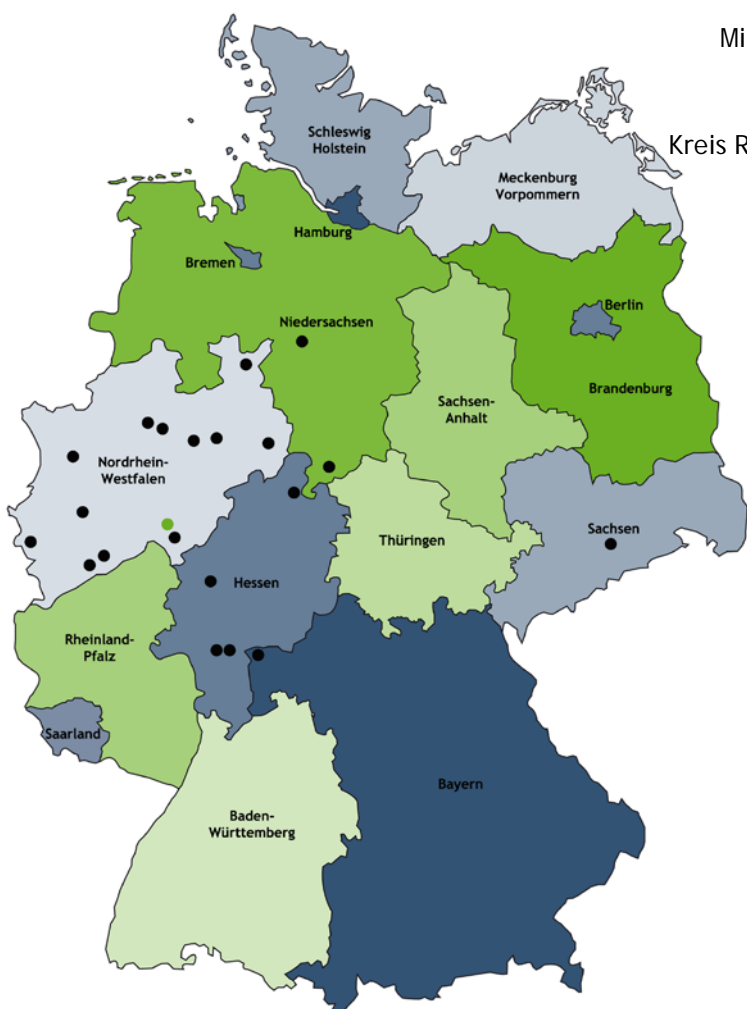 Mi
Schleswig
Holstein
Kreis R
Meckenburg
Vorpommern
Hamburg
Bremen
Berlin
Niedersachsen
Brandenburg
Sachsen-
Anhalt
Nordrhein-
Westfalen
Sachsen
Thüringen
Hessen
Rheinland-
Pfalz
Saarland
Bayern
Baden-
Württemberg